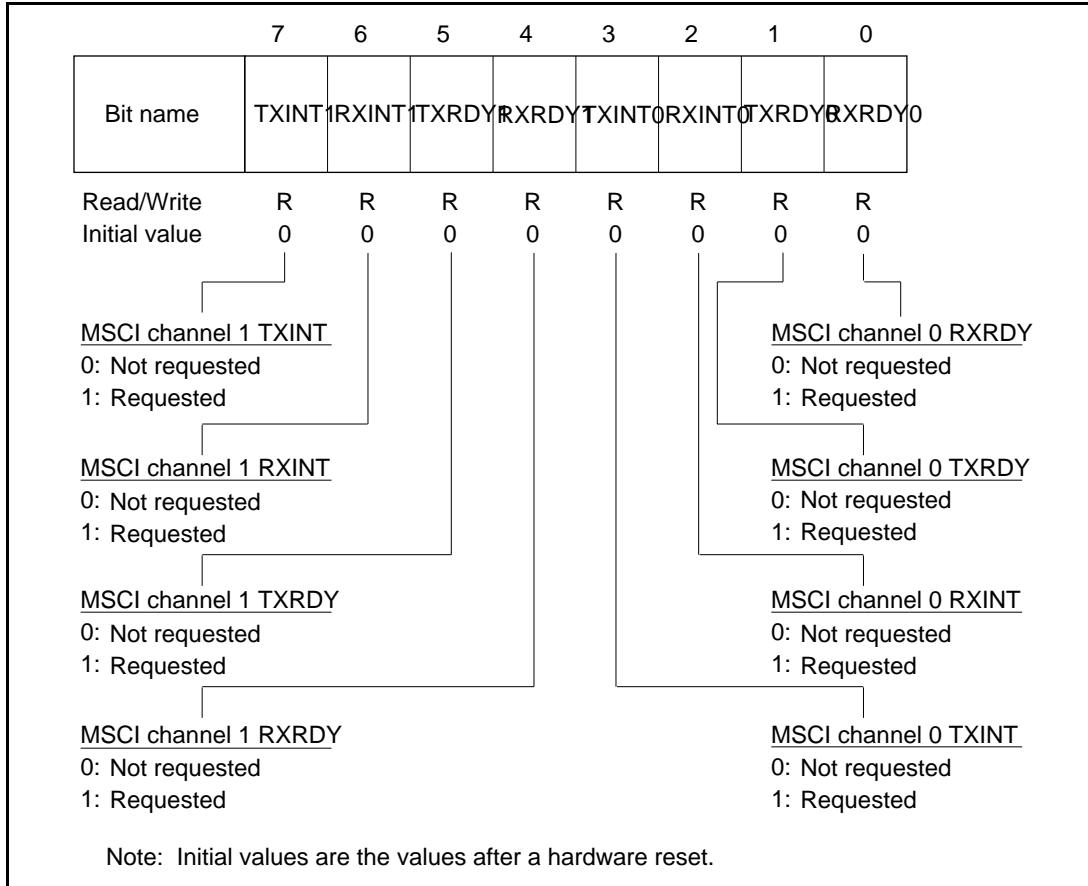 7 6 5 4 3 2 1 0
Bit name TXINT1 RXINT1 TXRDY1 RXRDY1 TXINT0 RXINT0 TXRDY0 RXRDY0
Read/Write R R R R R R R R
Initial value 0 0 0 0 0 0 0 0
MSCI channel 1 TXINT
0: Not requested
1: Requested
MSCI channel 1 RXINT
0: Not requested
1: Requested
MSCI channel 1 TXRDY
0: Not requested
1: Requested
MSCI channel 1 RXRDY
0: Not requested
1: Requested
MSCI channel 0 RXRDY
0: Not requested
1: Requested
MSCI channel 0 TXRDY
0: Not requested
1: Requested
MSCI channel 0 RXINT
0: Not requested
1: Requested
MSCI channel 0 TXINT
0: Not requested
1: Requested
Note: Initial values are the values after a hardware reset.